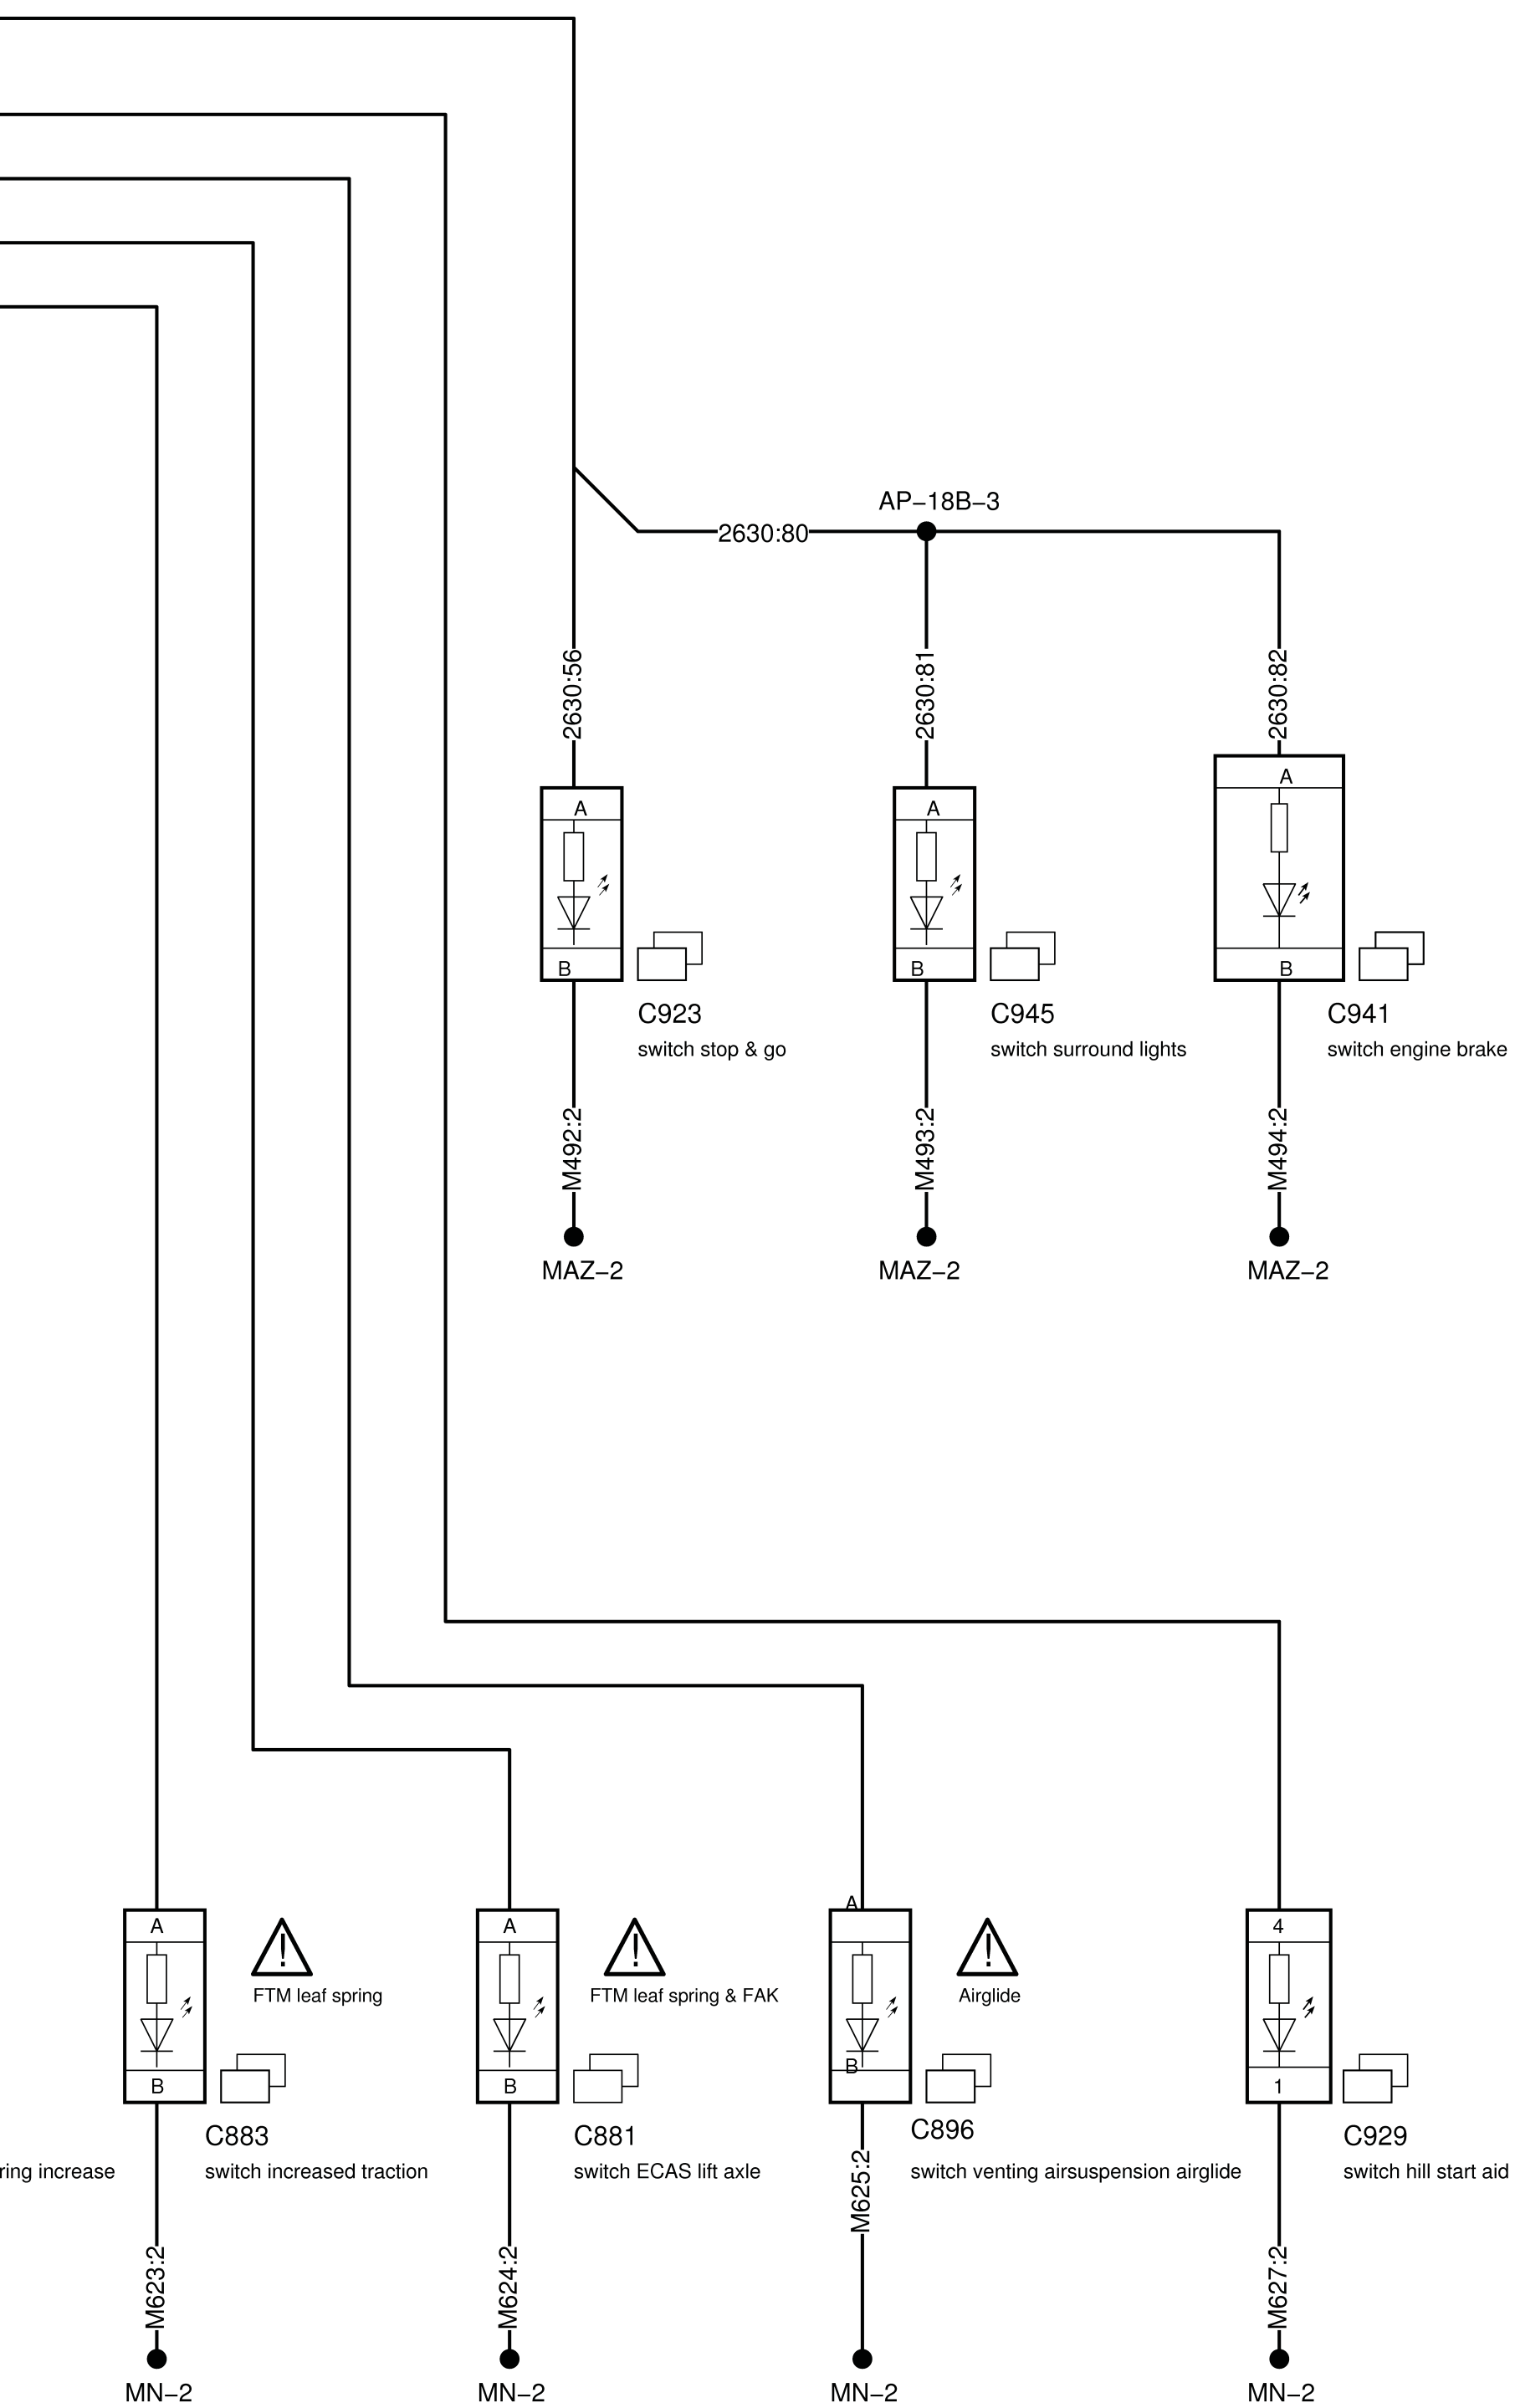 AP−18B−3
2630:80
2630:56
2630:81
2630:82
A
A
A
B
B
B
C923
C945
C941
switch stop & go
switch surround lights
switch engine brake
M492:2
M493:2
M494:2
MAZ−2
MAZ−2
MAZ−2
A
A
A
4
!
!
!
FTM leaf spring
FTM leaf spring & FAK
Airglide
B
B
B
1
C883
C881
C896
C929
ring increase
switch increased traction
switch ECAS lift axle
switch venting airsuspension airglide
switch hill start aid
M623:2
M624:2
M625:2
M627:2
MN−2
MN−2
MN−2
MN−2